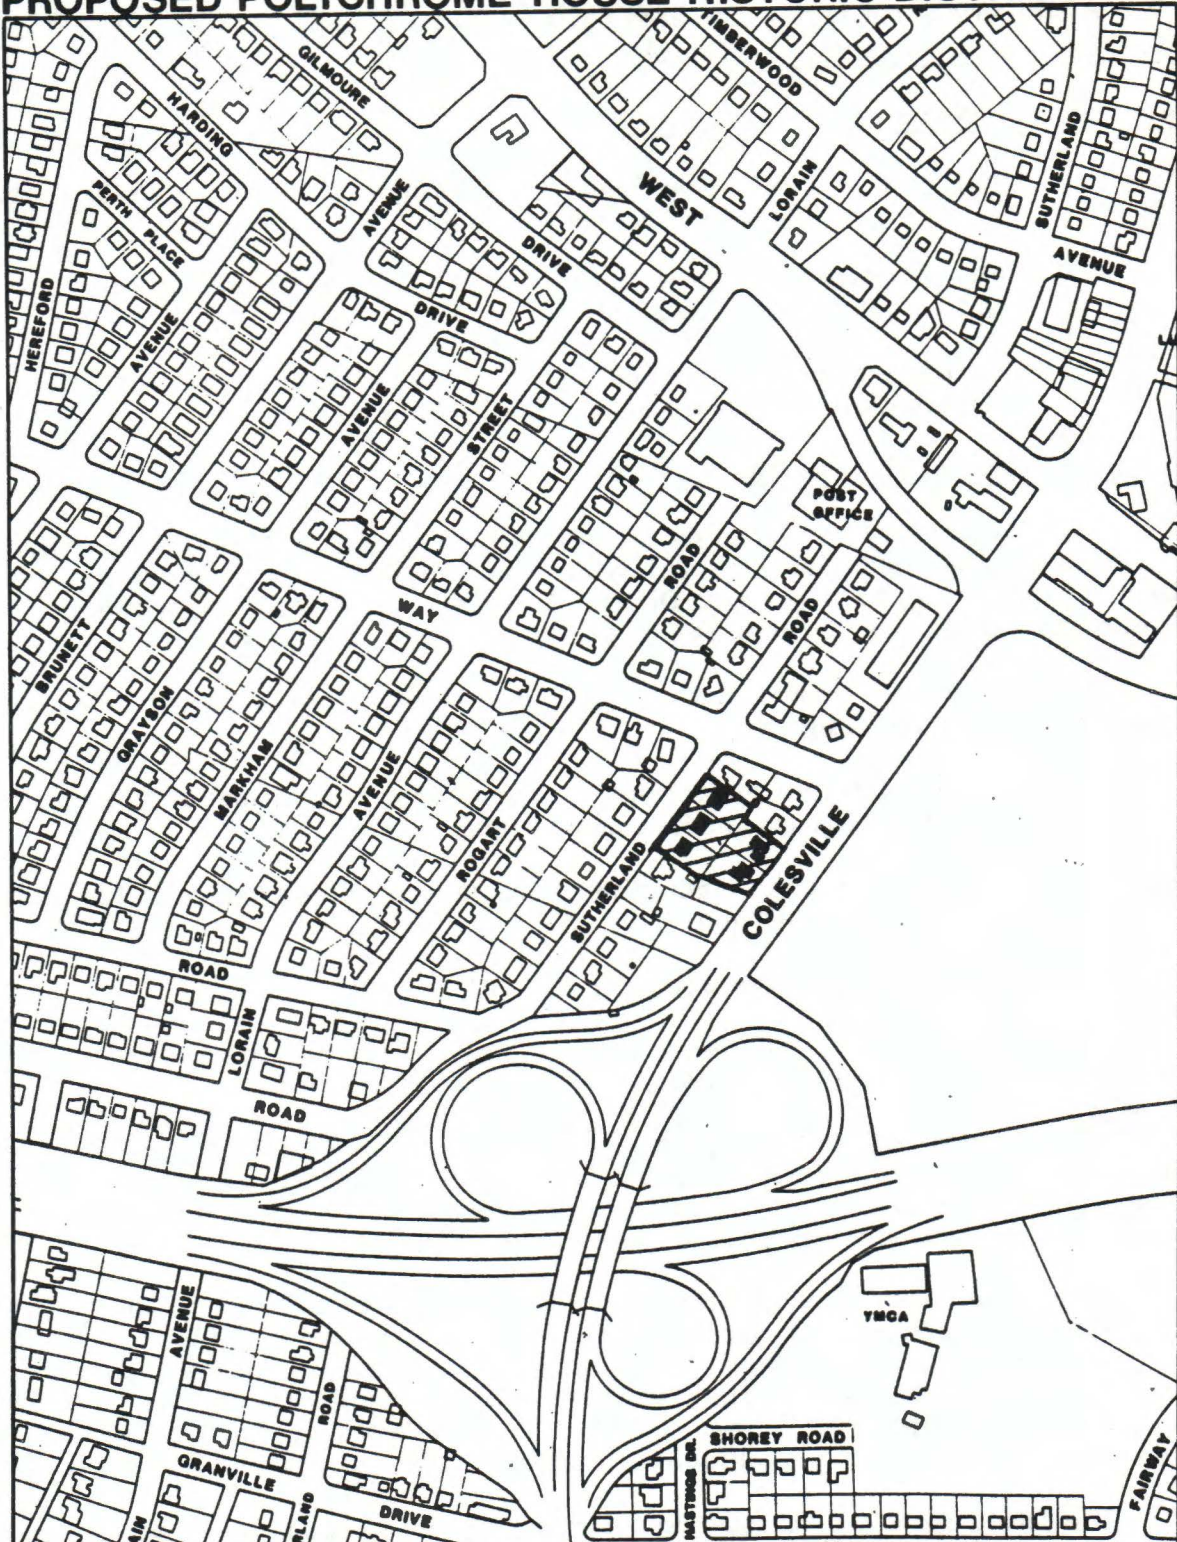 PROPOSED POLYCHROME HOUSE HISTORIC
TIMBERWOOD
GILMOURE
HARDING
SUTHERLAND
WEST
LORAIN
PERTH PLACE
AVENUE
DRIVE
AVENUE
HEREFORD
AVENUE
DRIVE
AVENUE
STREET
POST
OFFICE
ROAD
ROAD
WAY
BRUNETT
GRAYSON
MARKHAM
AVENUE
ROGART
SUTHERLAND
COLESVILLE
ROAD
LORAIN
ROAD
YMCA
AVENUE
ROAD
SHOREY ROAD
HASTINGS DR.
FAIRWAY
GRANVILLE
DRIVE